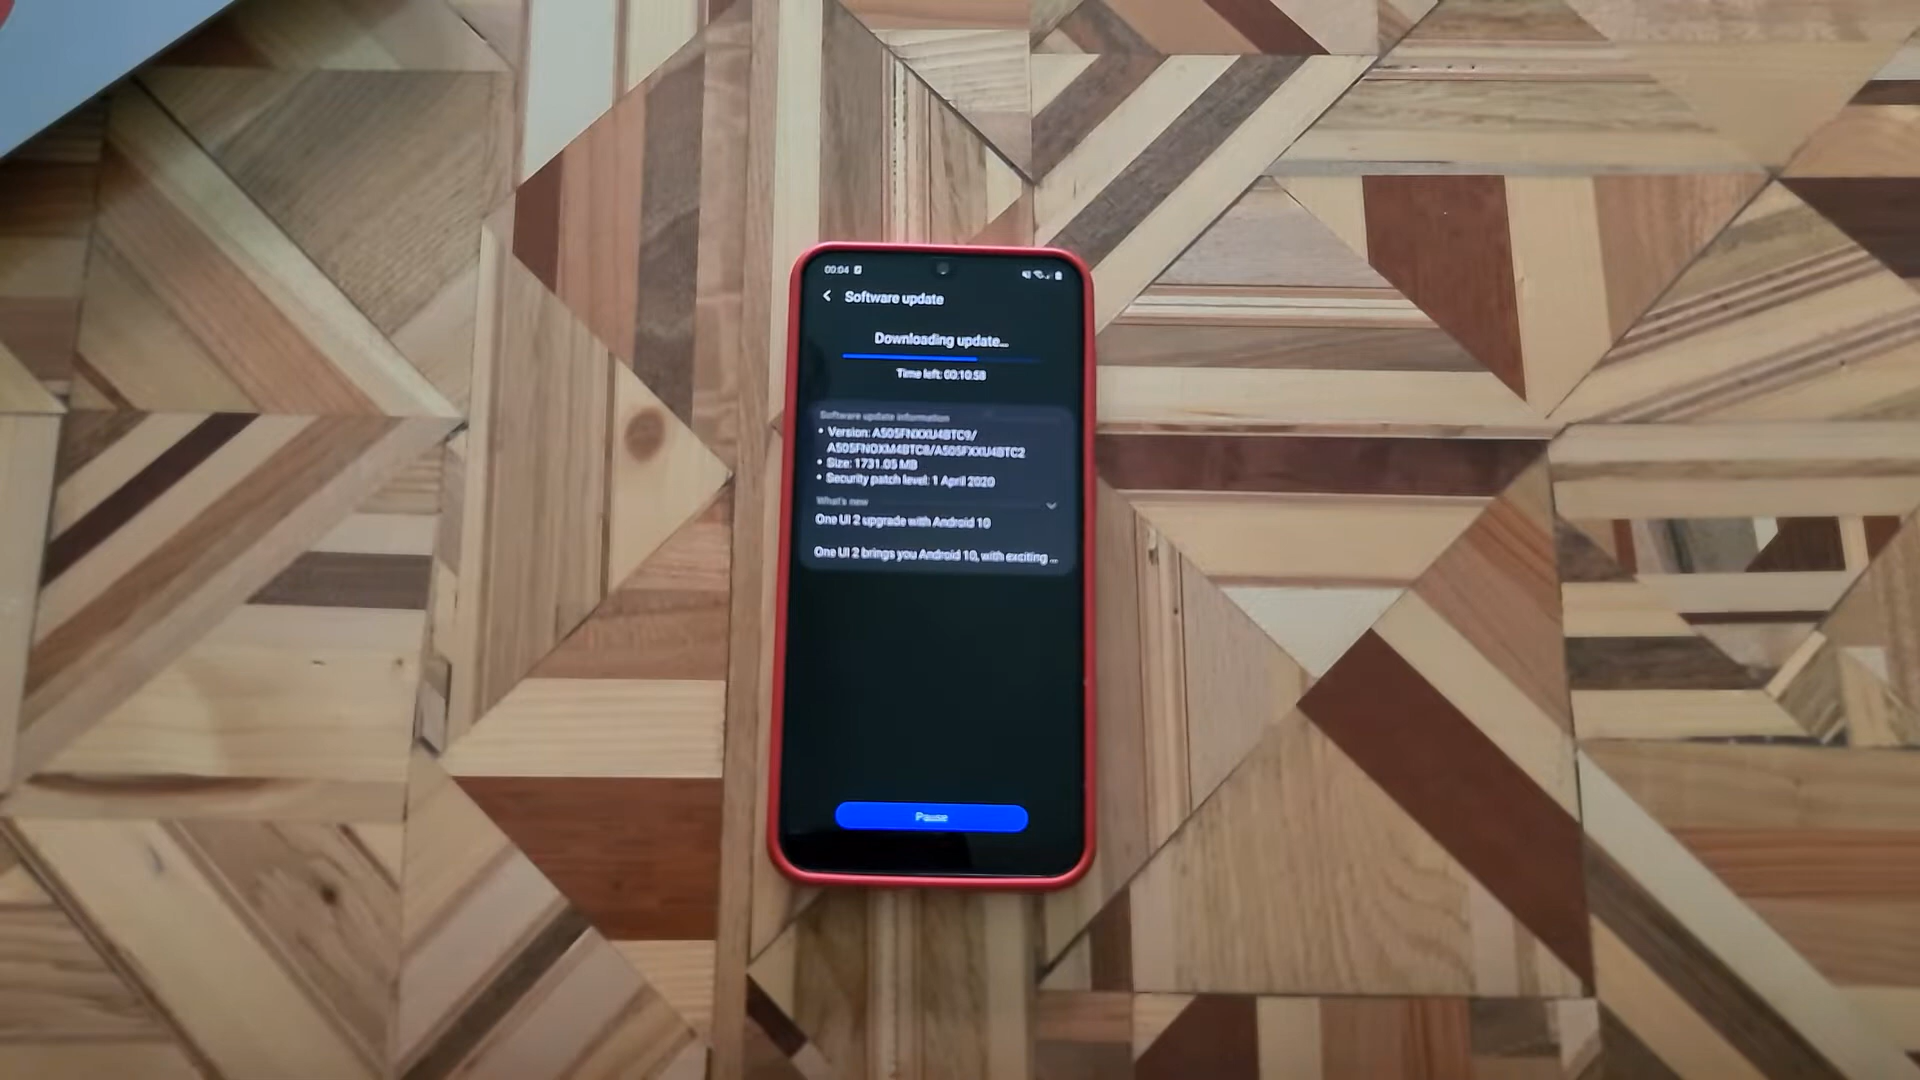 00:04
Software update
Downloading update...
Time left: 00:10:58
Software update information
• Version: A505FNXXU4BTC9/
A505FNOXM4BTC8/A505FXXU4BTC2
• Size: 1731.05 MB
• Security patch level: 1 April 2020
What's new
One UI 2 upgrade with Android 10
One UI 2 brings you Android 10, with exciting ...
Pause